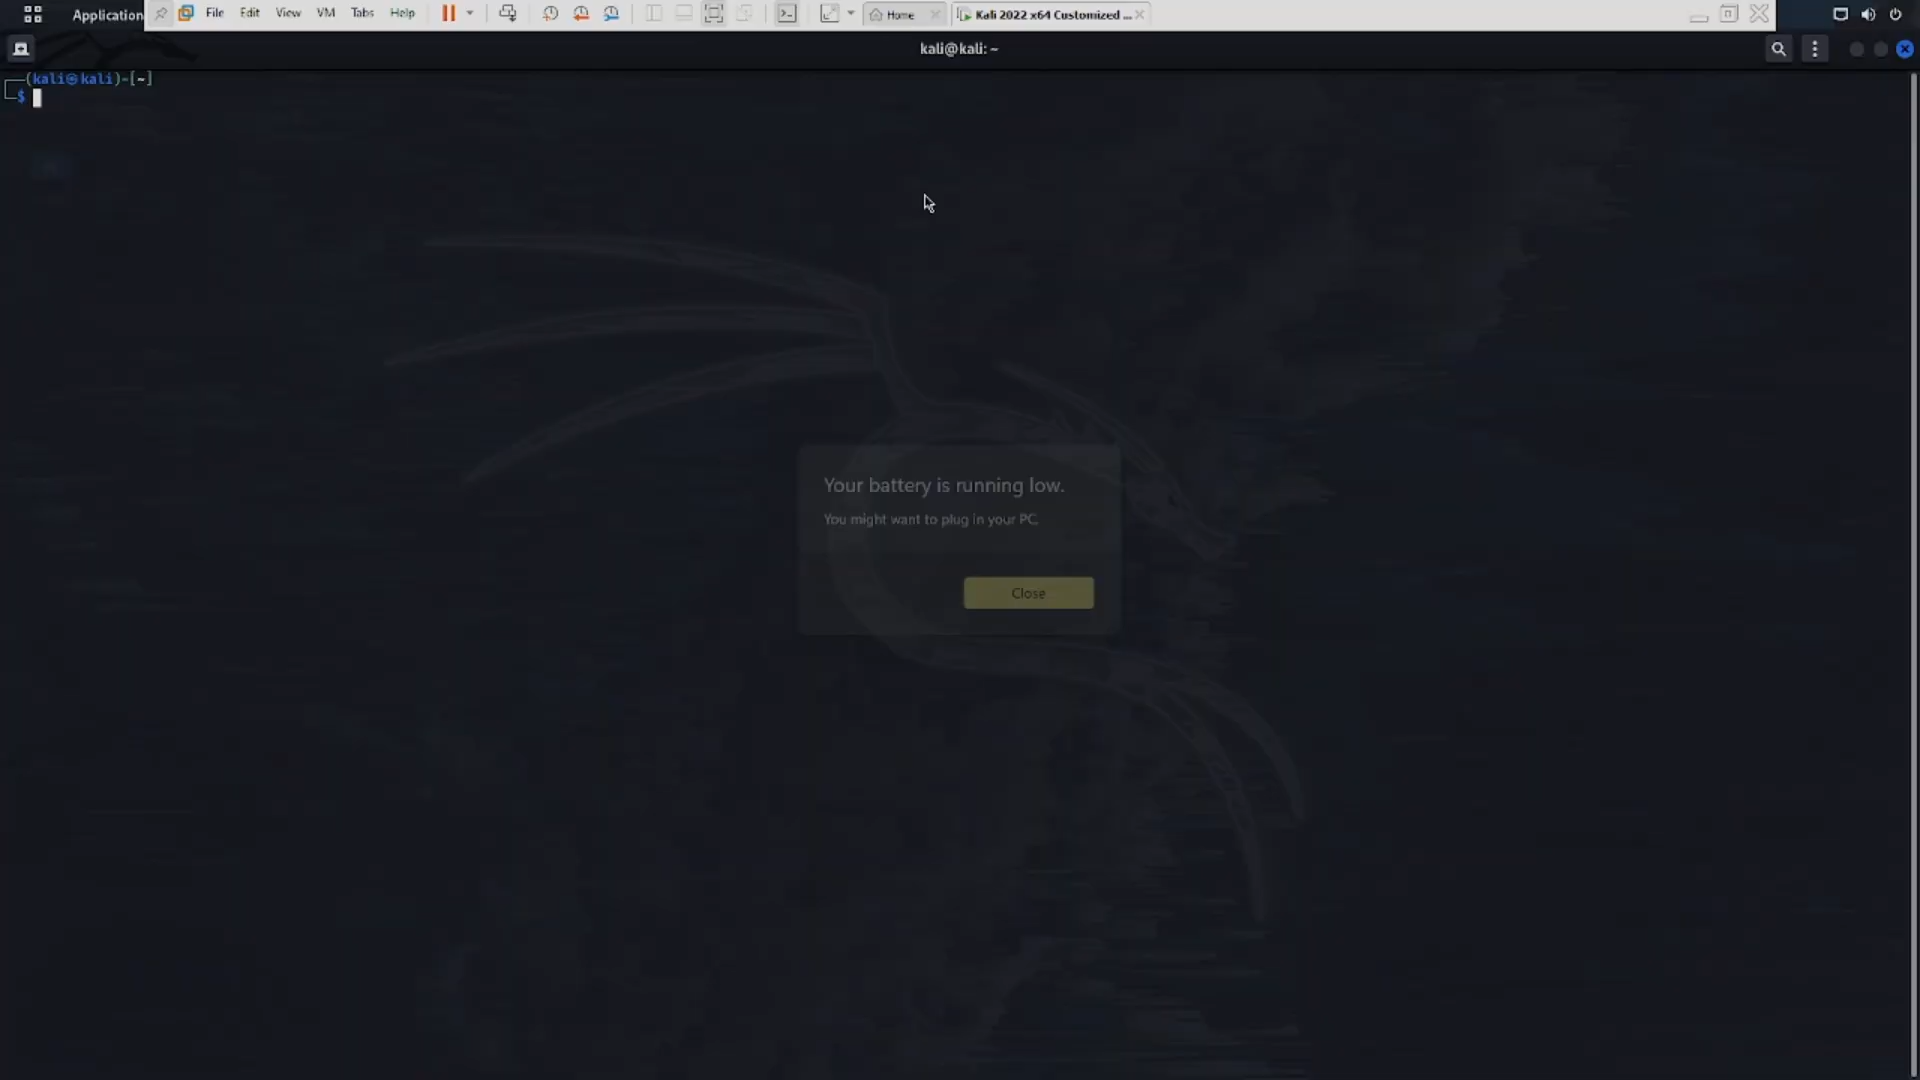 Application
File Edit View VM Tabs Help
Home
Kali 2022 x64 Customized ...
kali@kali: ~
(kali㉿kali)-[~]
$
Your battery is running low.
You might want to plug in your PC.
Close